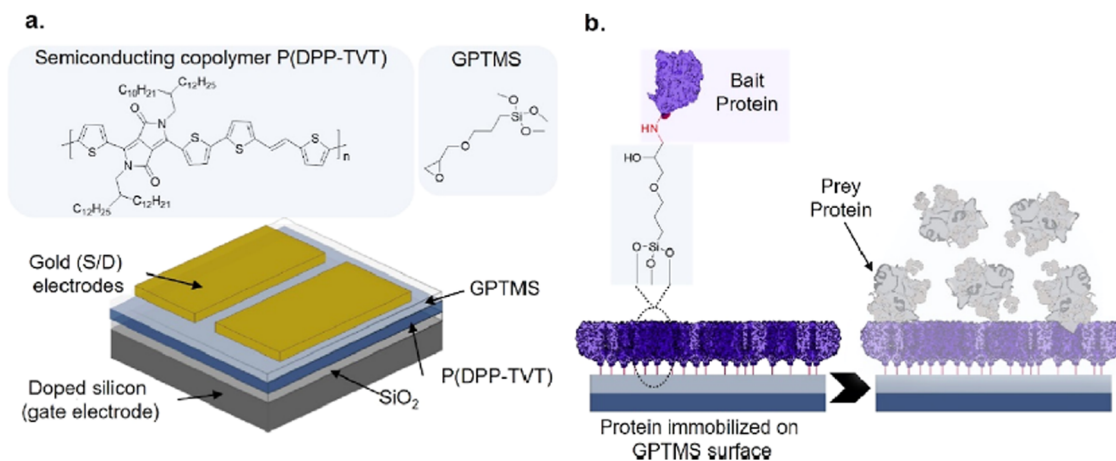 a.
Semiconducting copolymer P(DPP-TVT)
GPTMS
C10H21
C12H25
O
N
S
S
S
S
n
N
O
C12H25
C12H21
O
O
Si
O
O
O
Gold (S/D)
electrodes
GPTMS
P(DPP-TVT)
SiO2
Doped silicon
(gate electrode)
b.
Bait
Protein
HN
HO
O
O
Si
O
O
Prey
Protein
Protein immobilized on
GPTMS surface